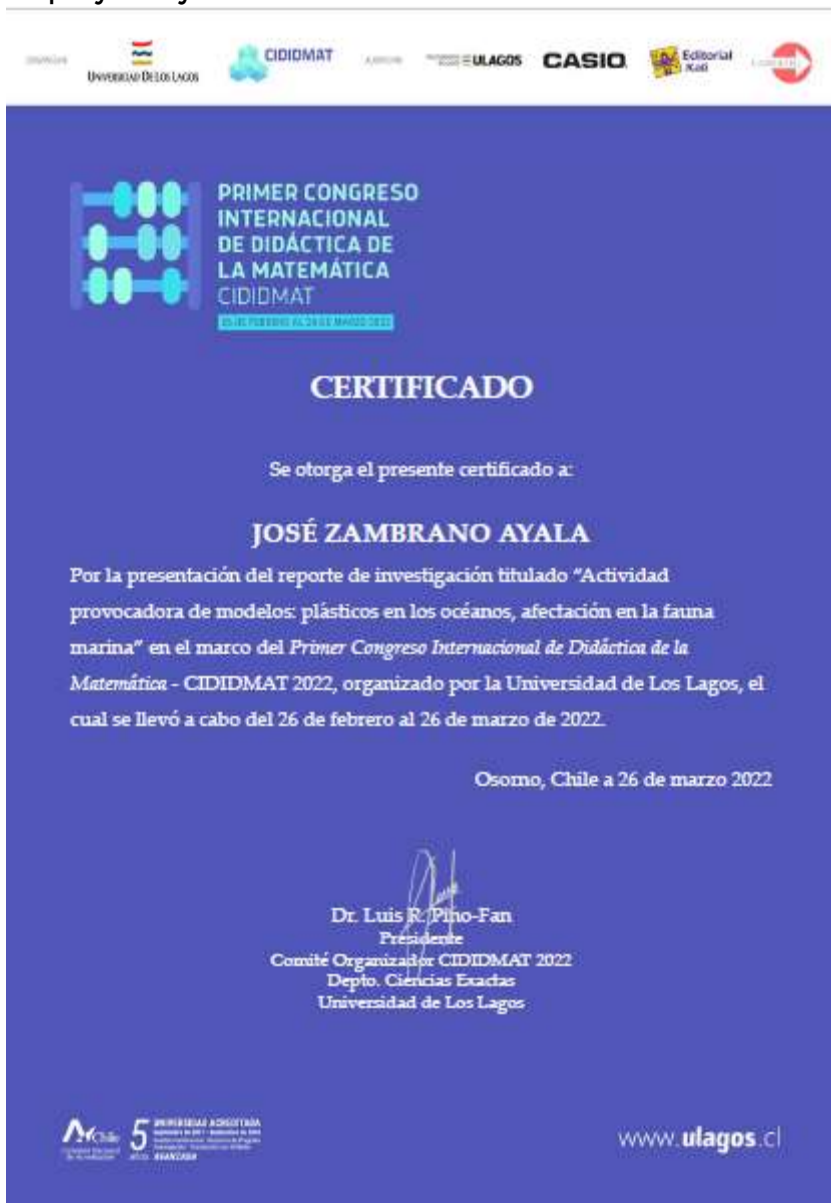 UNIVERSIDAD DE LOS LAGOS
CIDIDMAT
ULAGOS
CASIO
Editorial
Kali
PRIMER CONGRESO
INTERNACIONAL
DE DIDÁCTICA DE
LA MATEMÁTICA
CIDIDMAT
CERTIFICADO
Se otorga el presente certificado a:
JOSÉ ZAMBRANO AYALA
Por la presentación del reporte de investigación titulado “Actividad
provocadora de modelos: plásticos en los océanos, afectación en la fauna
marina” en el marco del Primer Congreso Internacional de Didáctica de la
Matemática - CIDIDMAT 2022, organizado por la Universidad de Los Lagos, el
cual se llevó a cabo del 26 de febrero al 26 de marzo de 2022.
Osorno, Chile a 26 de marzo 2022
Dr. Luis R. Pino-Fan
Presidente
Comité Organizador CIDIDMAT 2022
Depto. Ciencias Exactas
Universidad de Los Lagos
Chile
5
años
UNIVERSIDAD ACREDITADA
AVANZADA
www.ulagos.cl